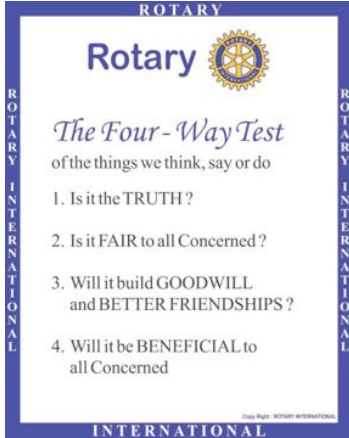 ROTARY
Rotary
ROTARY INTERNATIONAL
The Four-Way Test
of the things we think, say or do
1. Is it the TRUTH ?
2. Is it FAIR to all Concerned ?
3. Will it build GOODWILL
and BETTER FRIENDSHIPS ?
4. Will it be BENEFICIAL to
all Concerned
Copy Right : ROTARY INTERNATIONAL
INTERNATIONAL
ROTARY INTERNATIONAL
ROTARY INTERNATIONAL